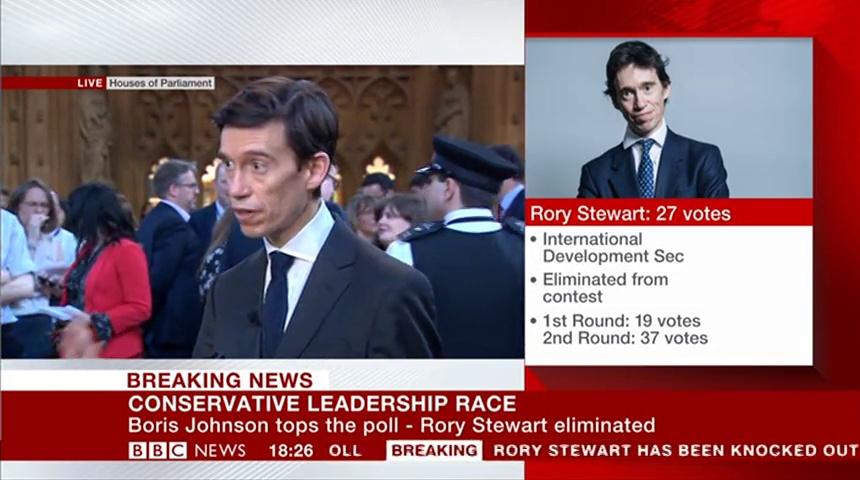 LIVE Houses of Parliament
Rory Stewart: 27 votes
• International
Development Sec
• Eliminated from
contest
• 1st Round: 19 votes
2nd Round: 37 votes
BREAKING NEWS
CONSERVATIVE LEADERSHIP RACE
Boris Johnson tops the poll - Rory Stewart eliminated
BBC NEWS 18:26 OLL BREAKING RORY STEWART HAS BEEN KNOCKED OUT